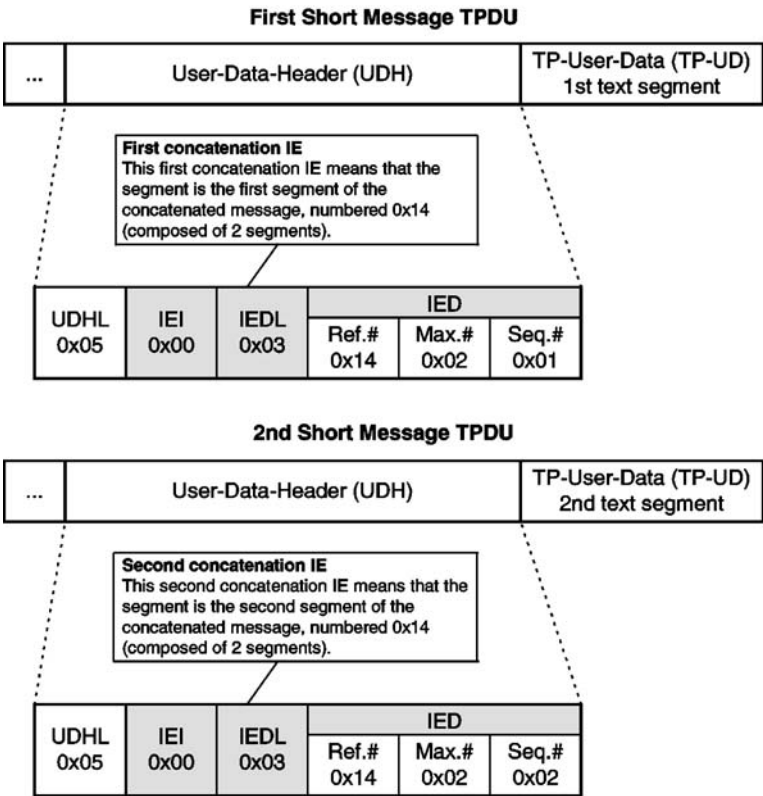 First Short Message TPDU
...
User-Data-Header (UDH)
TP-User-Data (TP-UD)
1st text segment
First concatenation IE
This first concatenation IE means that the
segment is the first segment of the
concatenated message, numbered 0x14
(composed of 2 segments).
UDHL
0x05
IEI
0x00
IEDL
0x03
IED
Ref.#
0x14
Max.#
0x02
Seq.#
0x01
2nd Short Message TPDU
...
User-Data-Header (UDH)
TP-User-Data (TP-UD)
2nd text segment
Second concatenation IE
This second concatenation IE means that the
segment is the second segment of the
concatenated message, numbered 0x14
(composed of 2 segments).
UDHL
0x05
IEI
0x00
IEDL
0x03
IED
Ref.#
0x14
Max.#
0x02
Seq.#
0x02